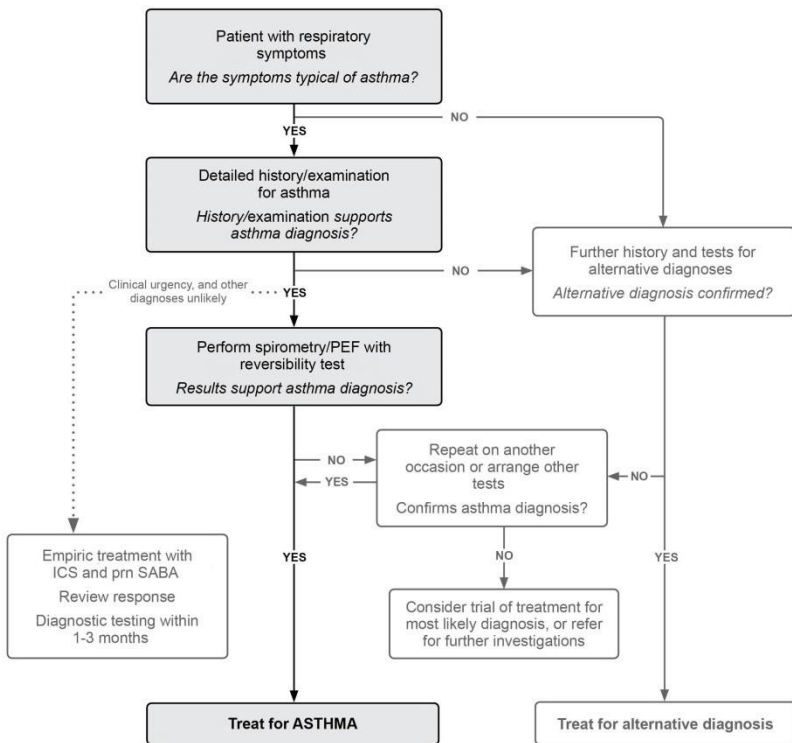 Patient with respiratory
symptoms
Are the symptoms typical of asthma?
NO
YES
Detailed history/examination
for asthma
History/examination supports
asthma diagnosis?
NO
Further history and tests for
alternative diagnoses
Alternative diagnosis confirmed?
Clinical urgency, and other
diagnoses unlikely
YES
Perform spirometry/PEF with
reversibility test
Results support asthma diagnosis?
NO
YES
Repeat on another
occasion or arrange other
tests
Confirms asthma diagnosis?
NO
Empiric treatment with
ICS and prn SABA
Review response
Diagnostic testing within
1-3 months
YES
NO
YES
Consider trial of treatment for
most likely diagnosis, or refer
for further investigations
Treat for ASTHMA
Treat for alternative diagnosis